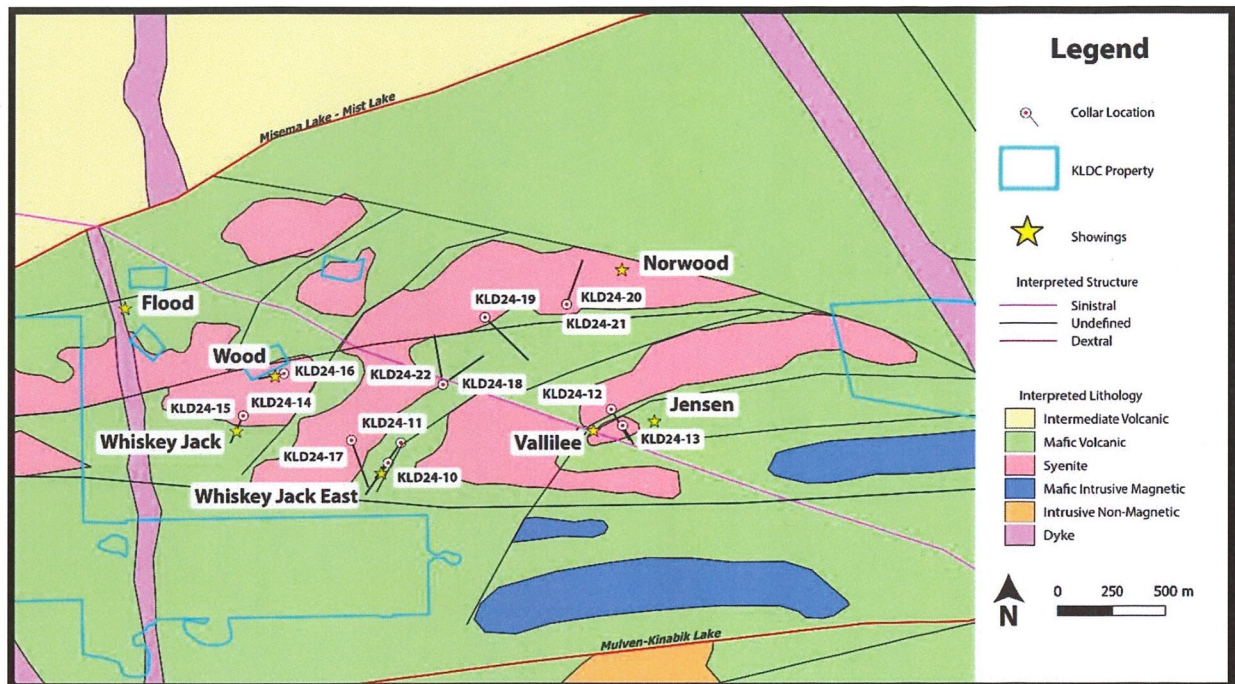 Misema Lake - Mist Lake
Norwood
Flood
KLD24-19
KLD24-20
KLD24-21
Wood
KLD24-16
KLD24-22
KLD24-18
KLD24-15
KLD24-14
KLD24-12
Jensen
KLD24-11
Whiskey Jack
Vallilee
KLD24-13
KLD24-17
KLD24-10
Whiskey Jack East
Mulven-Kinabik Lake
Legend
Collar Location
KLDC Property
Showings
Interpreted Structure
Sinistral
Undefined
Dextral
Interpreted Lithology
Intermediate Volcanic
Mafic Volcanic
Syenite
Mafic Intrusive Magnetic
Intrusive Non-Magnetic
Dyke
N
0 250 500 m